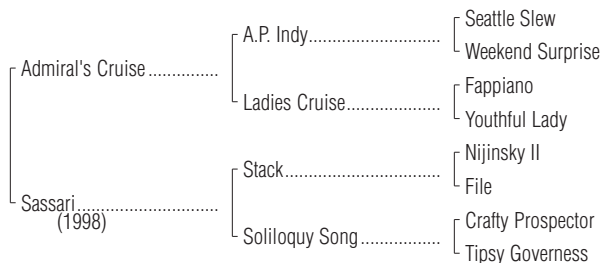 Seattle Slew
A.P. Indy........................................
Weekend Surprise
Admiral's Cruise ...............
Fappiano
Ladies Cruise.....................
Youthful Lady
Nijinsky II
Stack...................................
File
Sassari................................
(1998)
Crafty Prospector
Soliloquy Song..................
Tipsy Governess